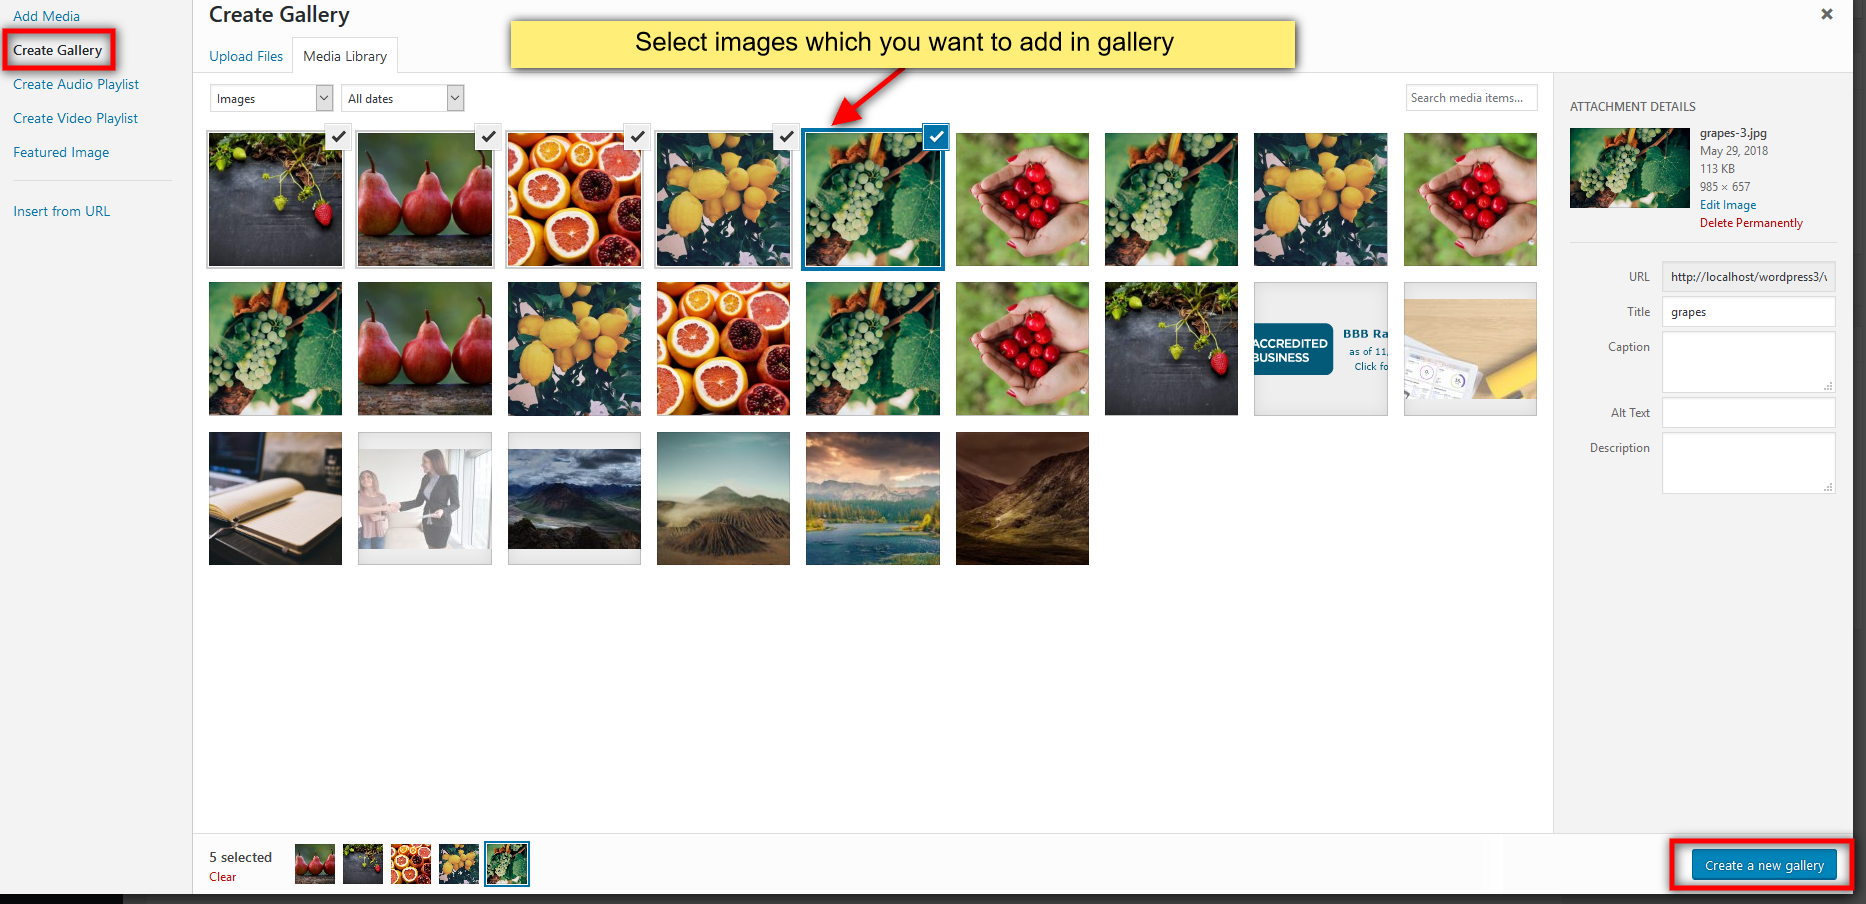 Add Media
Create Gallery
Create Audio Playlist
Create Video Playlist
Featured Image
Insert from URL
Create Gallery
Upload Files
Media Library
Select images which you want to add in gallery
Images
All dates
Search media items...
ACCREDITED
BUSINESS
BBB Ra
as of 11,
Click fo
ATTACHMENT DETAILS
grapes-3.jpg
May 29, 2018
113 KB
985 × 657
Edit Image
Delete Permanently
URL
http://localhost/wordpress3/
Title
grapes
Caption
Alt Text
Description
5 selected
Clear
Create a new gallery